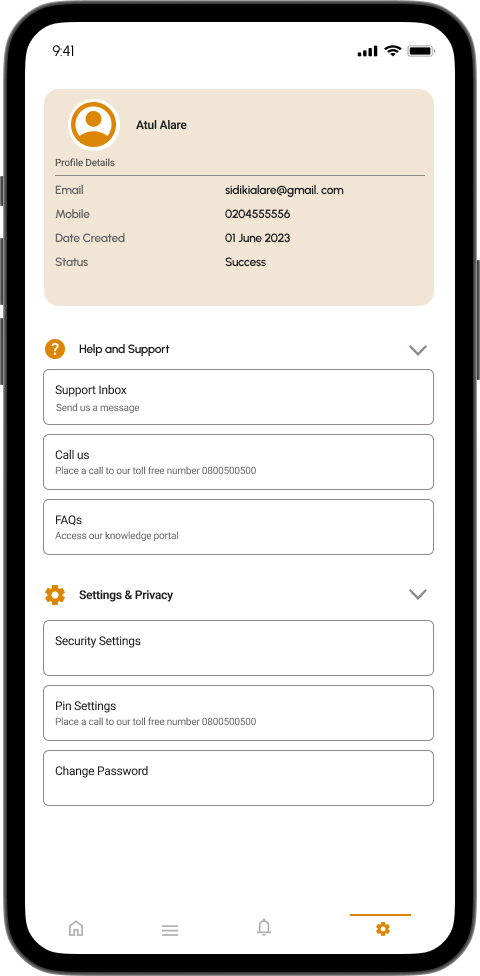 9:41
Atul Alare
Profile Details
Email sidikialare@gmail. com
Mobile 0204555556
Date Created 01 June 2023
Status Success
? Help and Support
Support Inbox
Send us a message
Call us
Place a call to our toll free number 0800500500
FAQs
Access our knowledge portal
Settings & Privacy
Security Settings
Pin Settings
Place a call to our toll free number 0800500500
Change Password